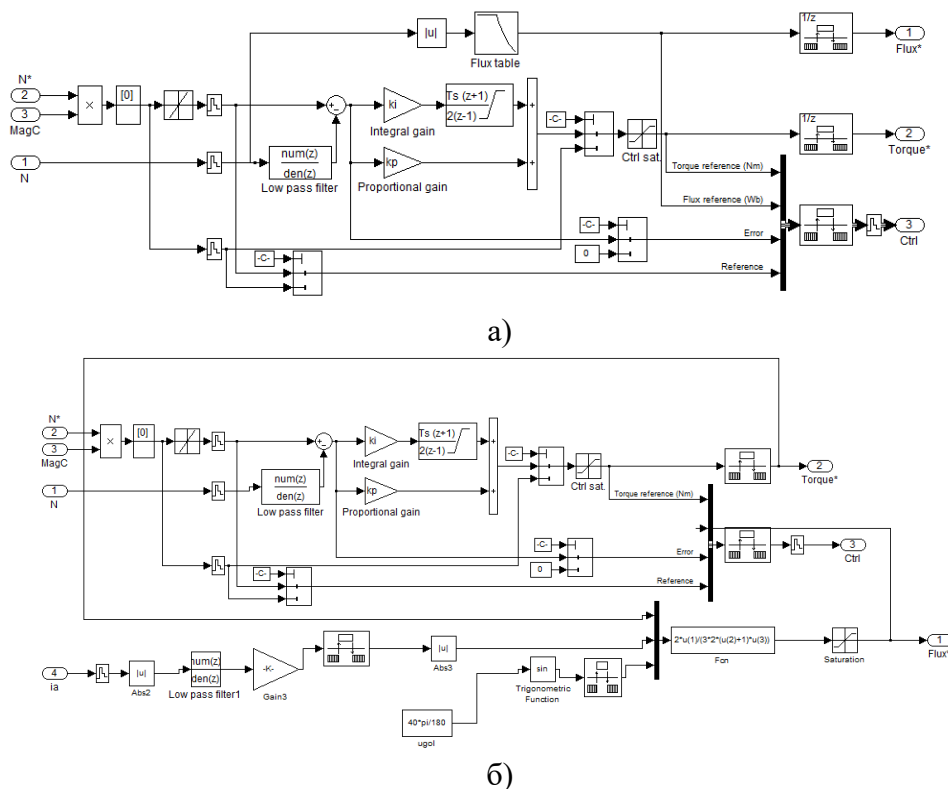 |u|
Flux table
1/z
1
Flux*
N*
2
3
MagC
×
[0]
ki
Integral gain
Ts (z+1)
2(z-1)
+
+
-C-
Ctrl sat.
1/z
2
Torque*
1
N
num(z)
den(z)
Low pass filter
kp
Proportional gain
Torque reference (Nm)
Flux reference (Wb)
-C-
0
Error
3
Ctrl
-C-
Reference
а)
N*
2
3
MagC
×
[0]
ki
Integral gain
Ts (z+1)
2(z-1)
+
+
-C-
Ctrl sat.
2
Torque*
1
N
num(z)
den(z)
Low pass filter
kp
Proportional gain
Torque reference (Nm)
-C-
0
Error
3
Ctrl
-C-
Reference
4
ia
|u|
Abs2
num(z)
den(z)
Low pass filter1
-K-
Gain3
|u|
Abs3
sin
Trigonometric
Function
40*pi/180
ugol
2*u(1)/(3*2*(u(2)+1)*u(3))
Fcn
Saturation
1
Flux*
б)